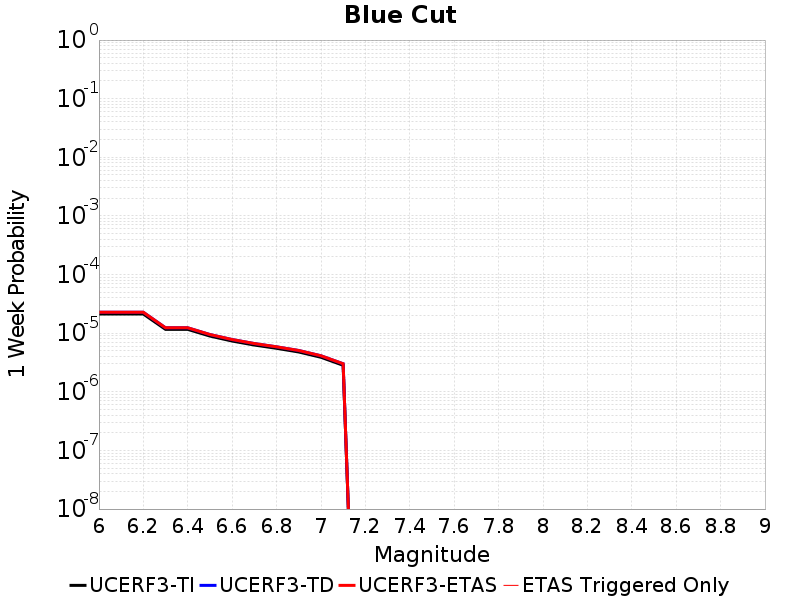 Blue Cut
10^0
10^-1
10^-2
10^-3
10^-4
10^-5
10^-6
10^-7
10^-8
1 Week Probability
6 6.2 6.4 6.6 6.8 7 7.2 7.4 7.6 7.8 8 8.2 8.4 8.6 8.8 9
Magnitude
UCERF3-TI UCERF3-TD UCERF3-ETAS ETAS Triggered Only